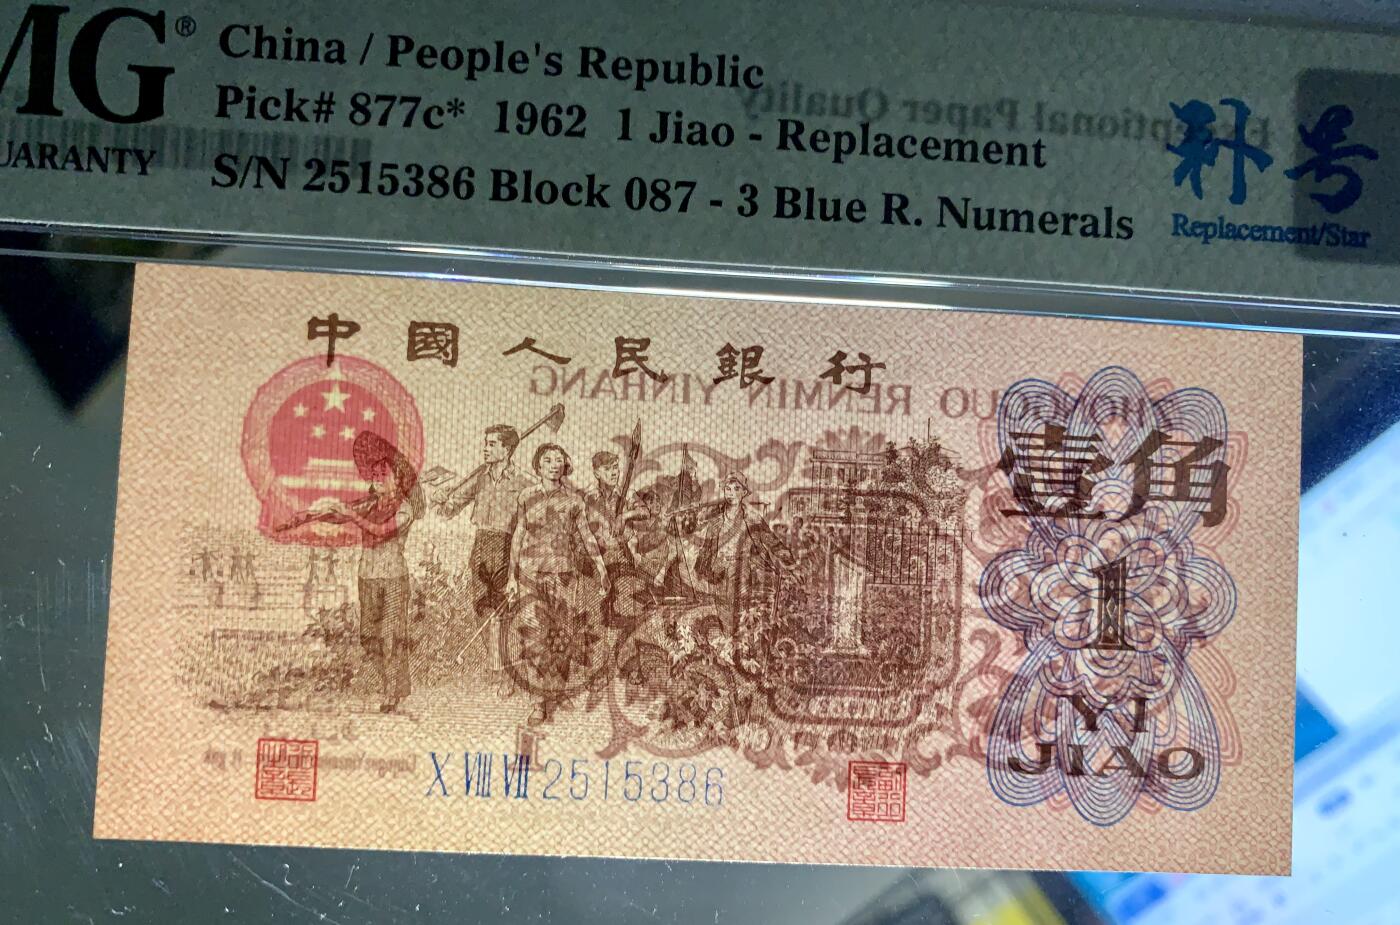 MG®
UARANTY
China / People's Republic
Pick# 877c* 1962 1 Jiao - Replacement
S/N 2515386 Block 087 - 3 Blue R. Numerals
Exceptional Paper Quality
补号
Replacement/Star
中國人民銀行
RENMIN YINHANG
壹角
1
YI
JIAO
1
X VIII VII 2515386